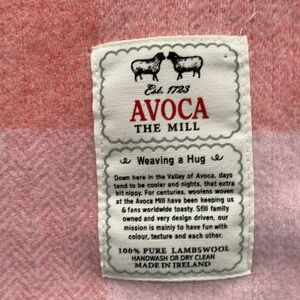 Est. 1723
AVOCA
THE MILL
Weaving a Hug
Down here in the Valley of Avoca, days
tend to be cooler and nights, that extra
bit nippy. For centuries, woolens woven
at the Avoca Mill have been keeping us
& fans worldwide toasty. Still family
owned and very design driven, our
mission is mainly to have fun with
colour, texture and each other.
100% PURE LAMBSWOOL
HANDWASH OR DRY CLEAN
MADE IN IRELAND